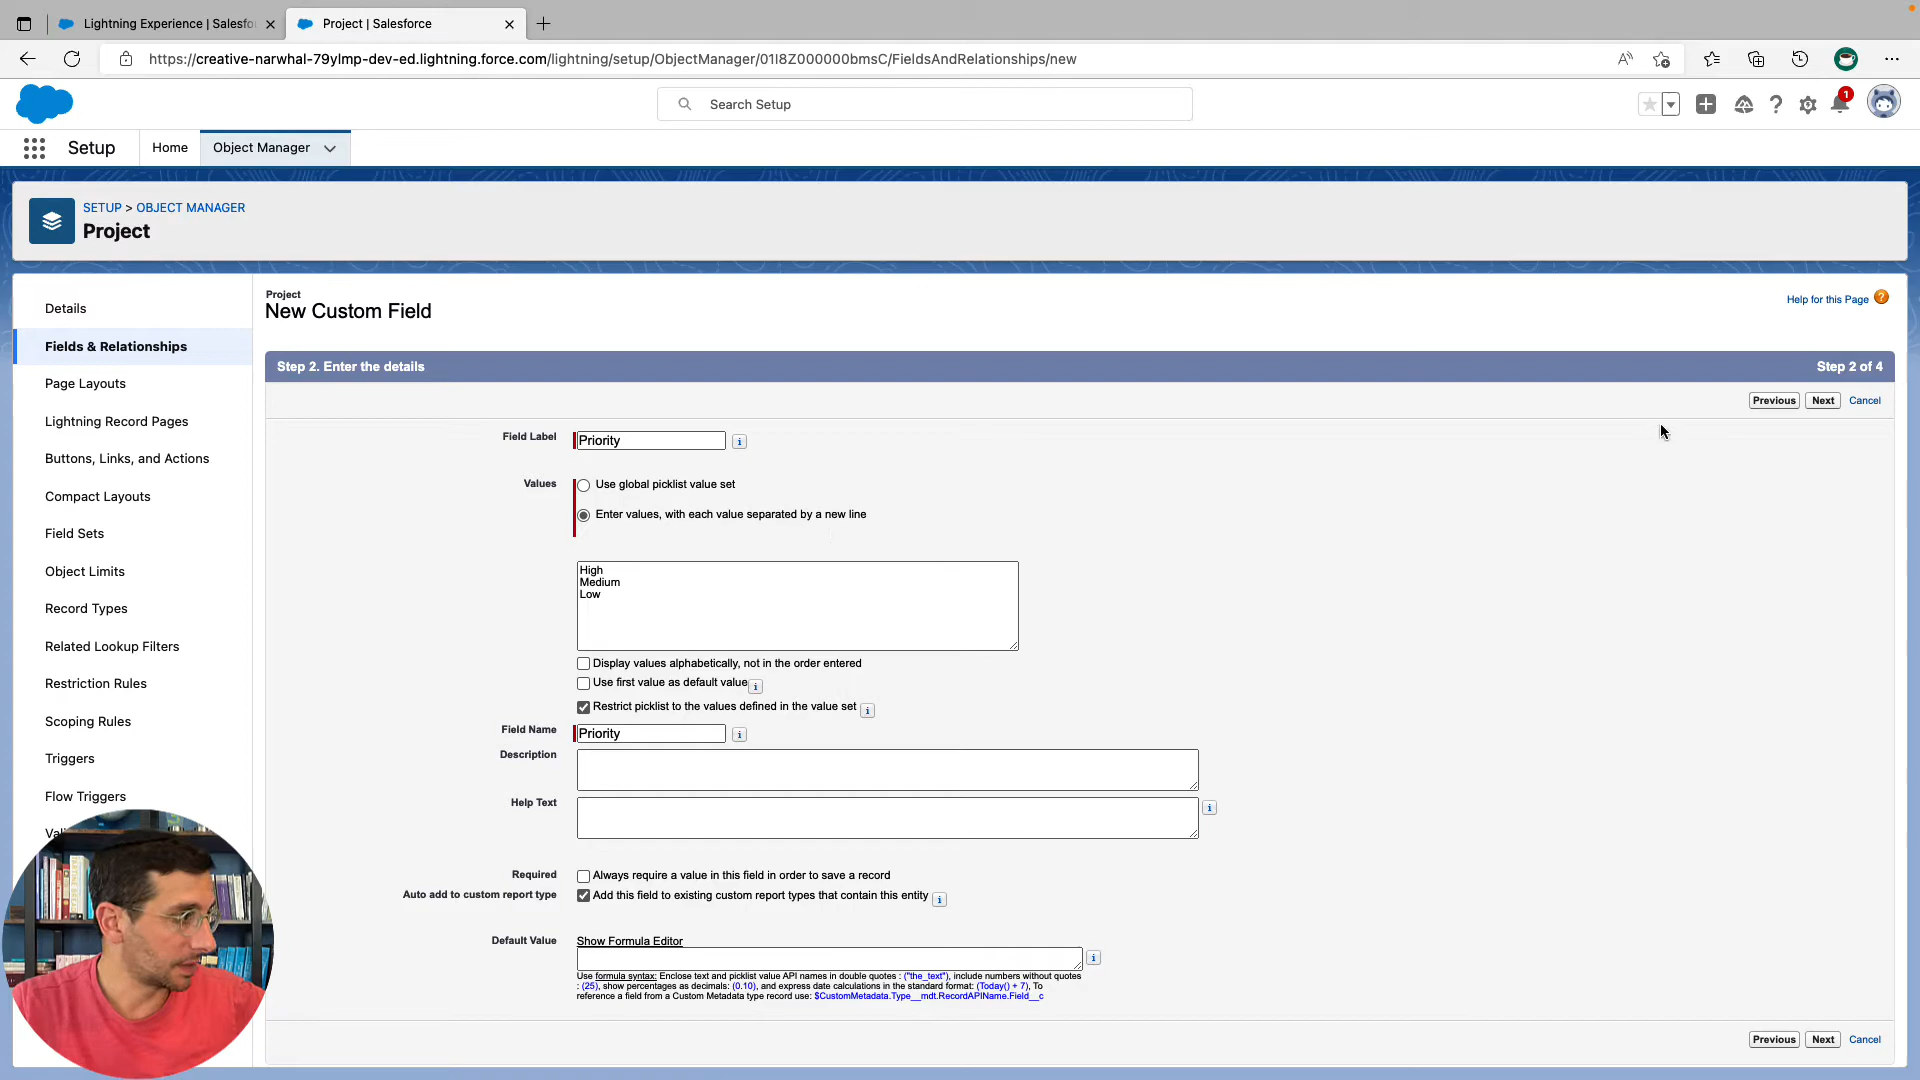 Lightning Experience | Salesfo
Project | Salesforce
https://creative-narwhal-79ylmp-dev-ed.lightning.force.com/lightning/setup/ObjectManager/01I8Z000000bmsC/FieldsAndRelationships/new
Search Setup
1
Setup
Home
Object Manager
SETUP > OBJECT MANAGER
Project
Details
Fields & Relationships
Page Layouts
Lightning Record Pages
Buttons, Links, and Actions
Compact Layouts
Field Sets
Object Limits
Record Types
Related Lookup Filters
Restriction Rules
Scoping Rules
Triggers
Flow Triggers
Project
New Custom Field
Help for this Page
Step 2. Enter the details
Step 2 of 4
Previous Next Cancel
Field Label Priority
Values Use global picklist value set
Enter values, with each value separated by a new line
High
Medium
Low
Display values alphabetically, not in the order entered
Use first value as default value
Restrict picklist to the values defined in the value set
Field Name Priority
Description
Help Text
Required Always require a value in this field in order to save a record
Auto add to custom report type Add this field to existing custom report types that contain this entity
Default Value Show Formula Editor
Use formula syntax: Enclose text and picklist value API names in double quotes : ("the_text"), include numbers without quotes
: (25), show percentages as decimals: (0.10), and express date calculations in the standard format: (Today() + 7), To
reference a field from a Custom Metadata type record use: $CustomMetadata.Type__mdt.RecordAPIName.Field__c
Previous Next Cancel